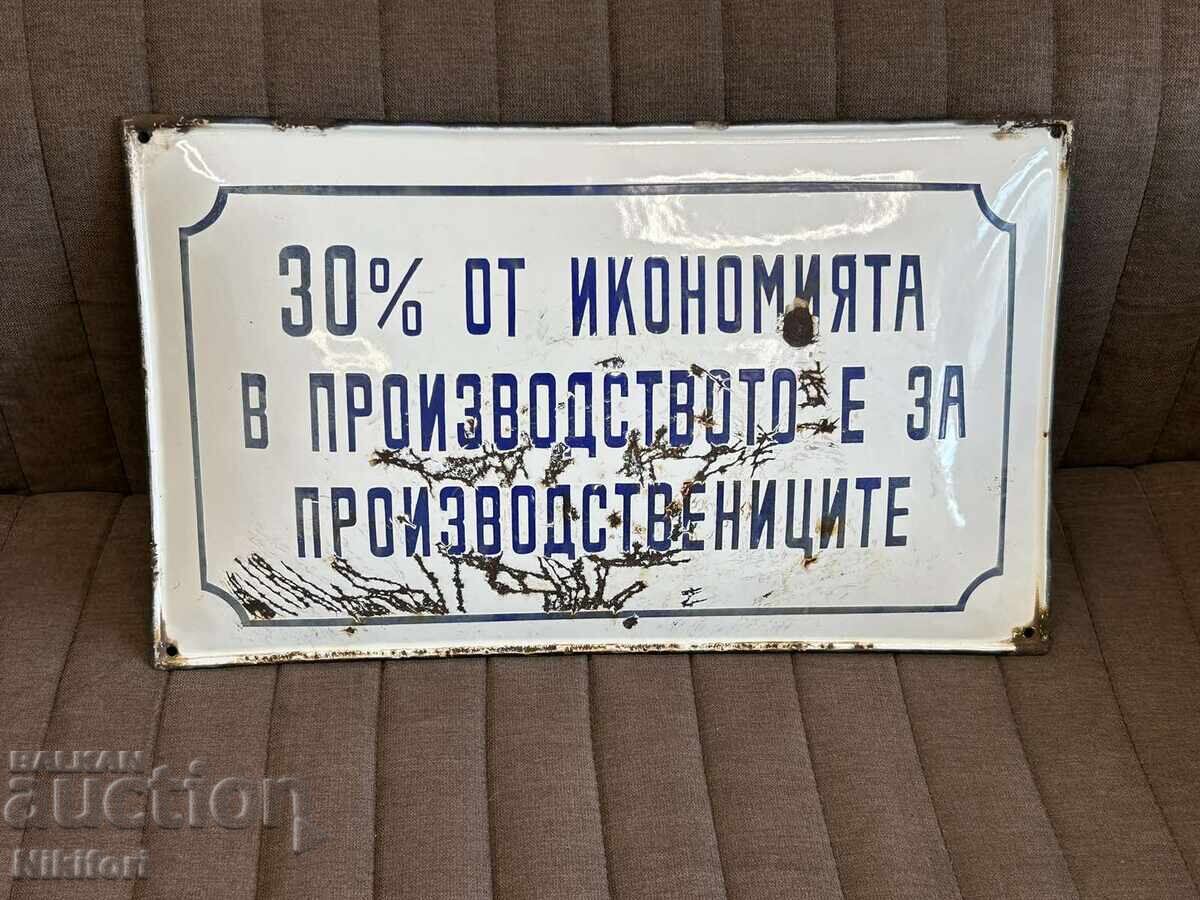 30% ОТ ИКОНОМИЯТА
В ПРОИЗВОДСТВОТО Е ЗА
ПРОИЗВОДСТВЕНИЦИТЕ
BALKAN
auction
Nikifori